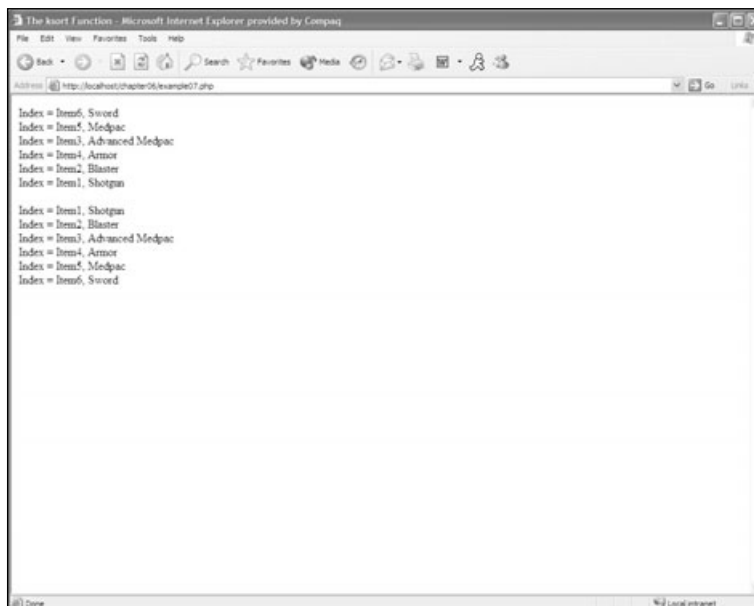 The ksort Function - Microsoft Internet Explorer provided by Compaq
File Edit View Favorites Tools Help
Back Search Favorites Media
Address http://localhost/chapter06/example07.php Go Links
Index = Item6, Sword
Index = Item5, Medpac
Index = Item3, Advanced Medpac
Index = Item4, Armor
Index = Item2, Blaster
Index = Item1, Shotgun
Index = Item1, Shotgun
Index = Item2, Blaster
Index = Item3, Advanced Medpac
Index = Item4, Armor
Index = Item5, Medpac
Index = Item6, Sword
Done Local intranet